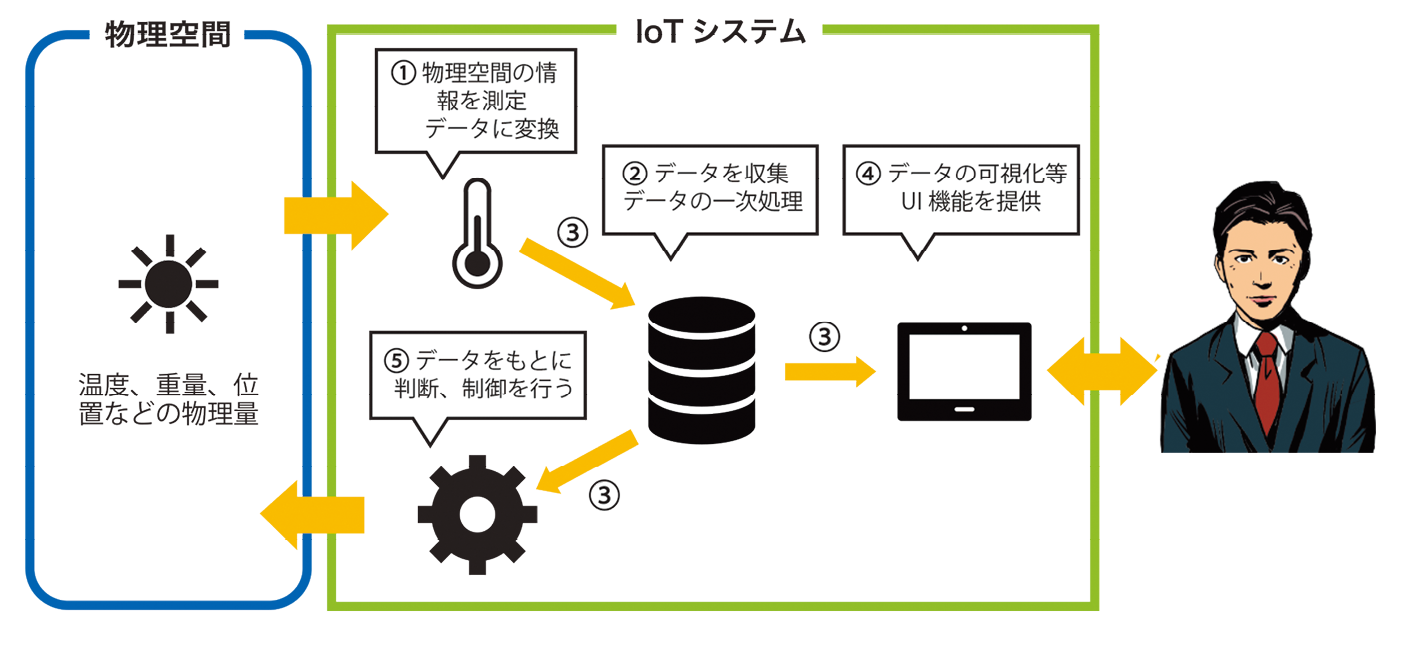 物理空間
IoT システム
① 物理空間の情
報を測定
データに変換
② データを収集
データの一次処理
④ データの可視化等
UI 機能を提供
③
③
⑤ データをもとに
判断、制御を行う
温度、重量、位
置などの物理量
③